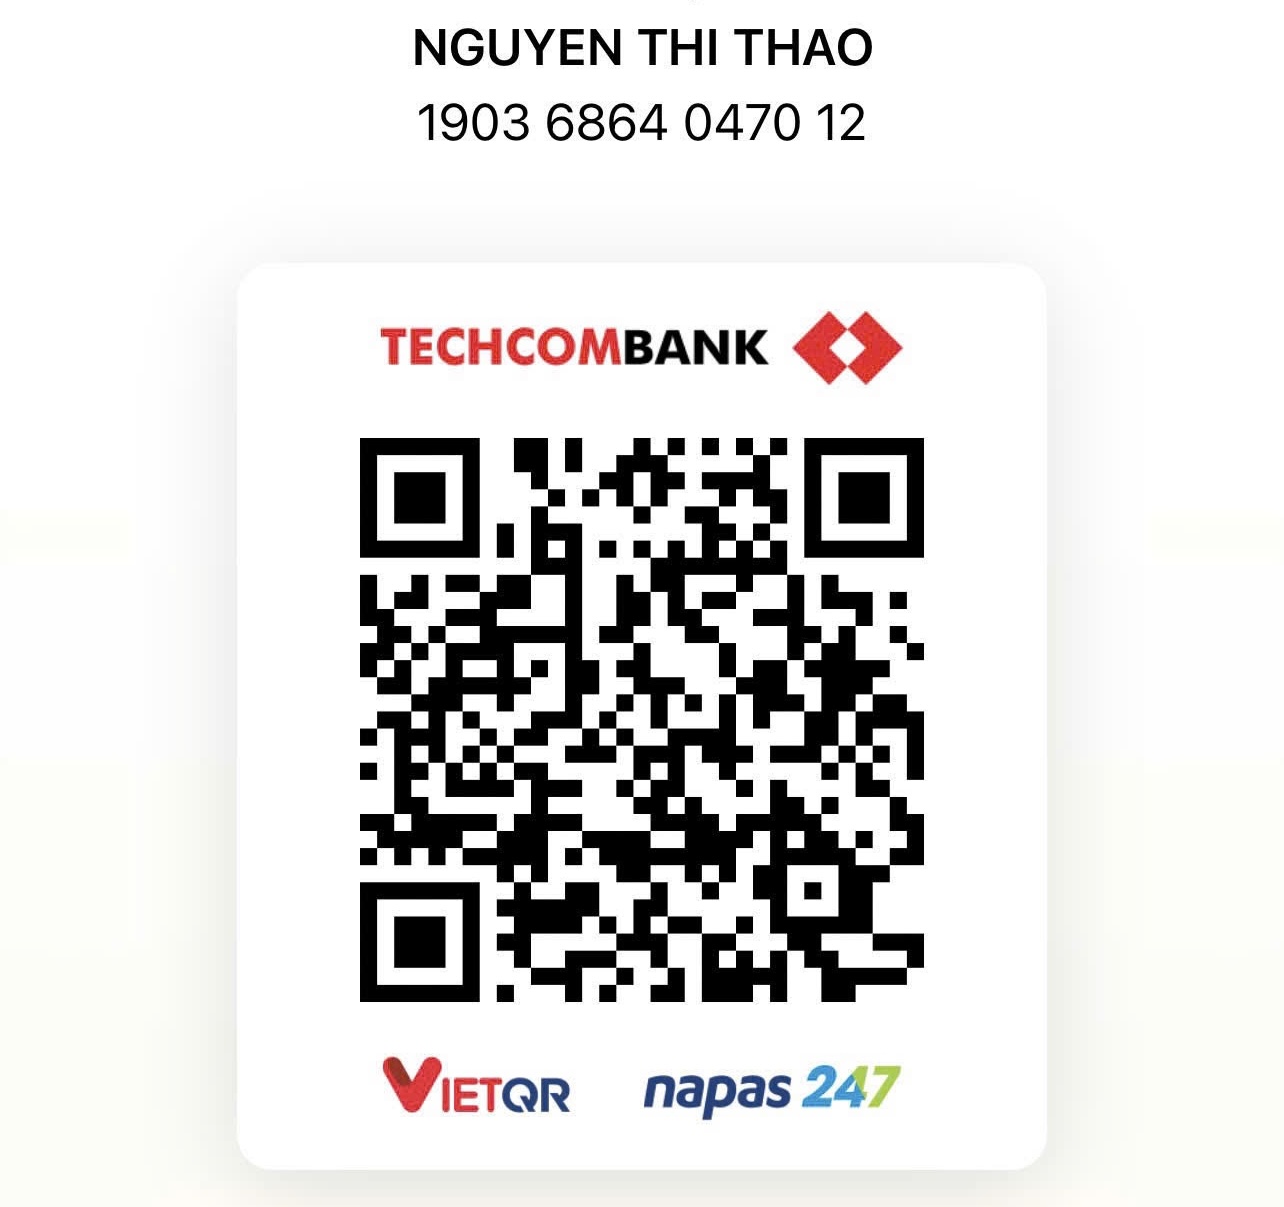 NGUYEN THI THAO
1903 6864 0470 12
TECHCOMBANK
VIETQR
napas 247